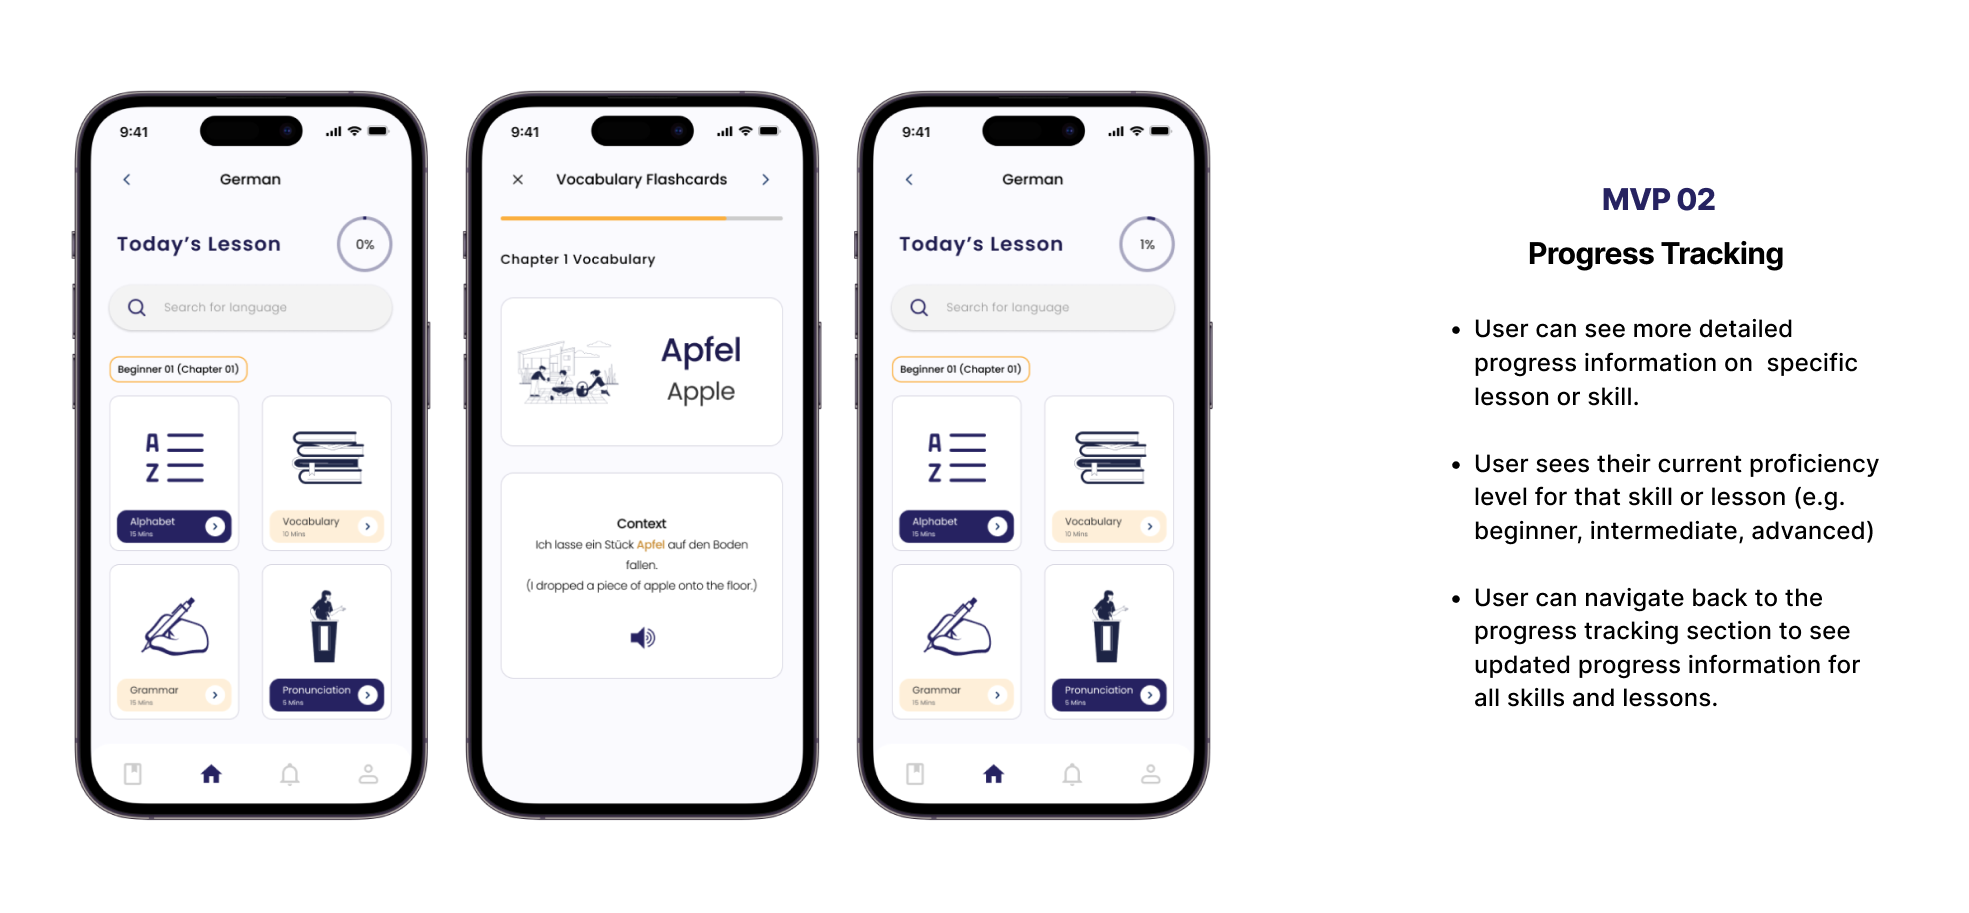 9:41
German
Today's Lesson
0%
Search for language
Beginner 01 (Chapter 01)
A
Z
Alphabet
15 Mins
Vocabulary
10 Mins
Grammar
15 Mins
Pronunciation
5 Mins
9:41
Vocabulary Flashcards
Chapter 1 Vocabulary
Apfel
Apple
Context
Ich lasse ein Stück Apfel auf den Boden
fallen.
(I dropped a piece of apple onto the floor.)
9:41
German
Today's Lesson
1%
Search for language
Beginner 01 (Chapter 01)
A
Z
Alphabet
15 Mins
Vocabulary
10 Mins
Grammar
15 Mins
Pronunciation
5 Mins
MVP 02
Progress Tracking
• User can see more detailed
progress information on  specific
lesson or skill.
• User sees their current proficiency
level for that skill or lesson (e.g.
beginner, intermediate, advanced)
• User can navigate back to the
progress tracking section to see
updated progress information for
all skills and lessons.